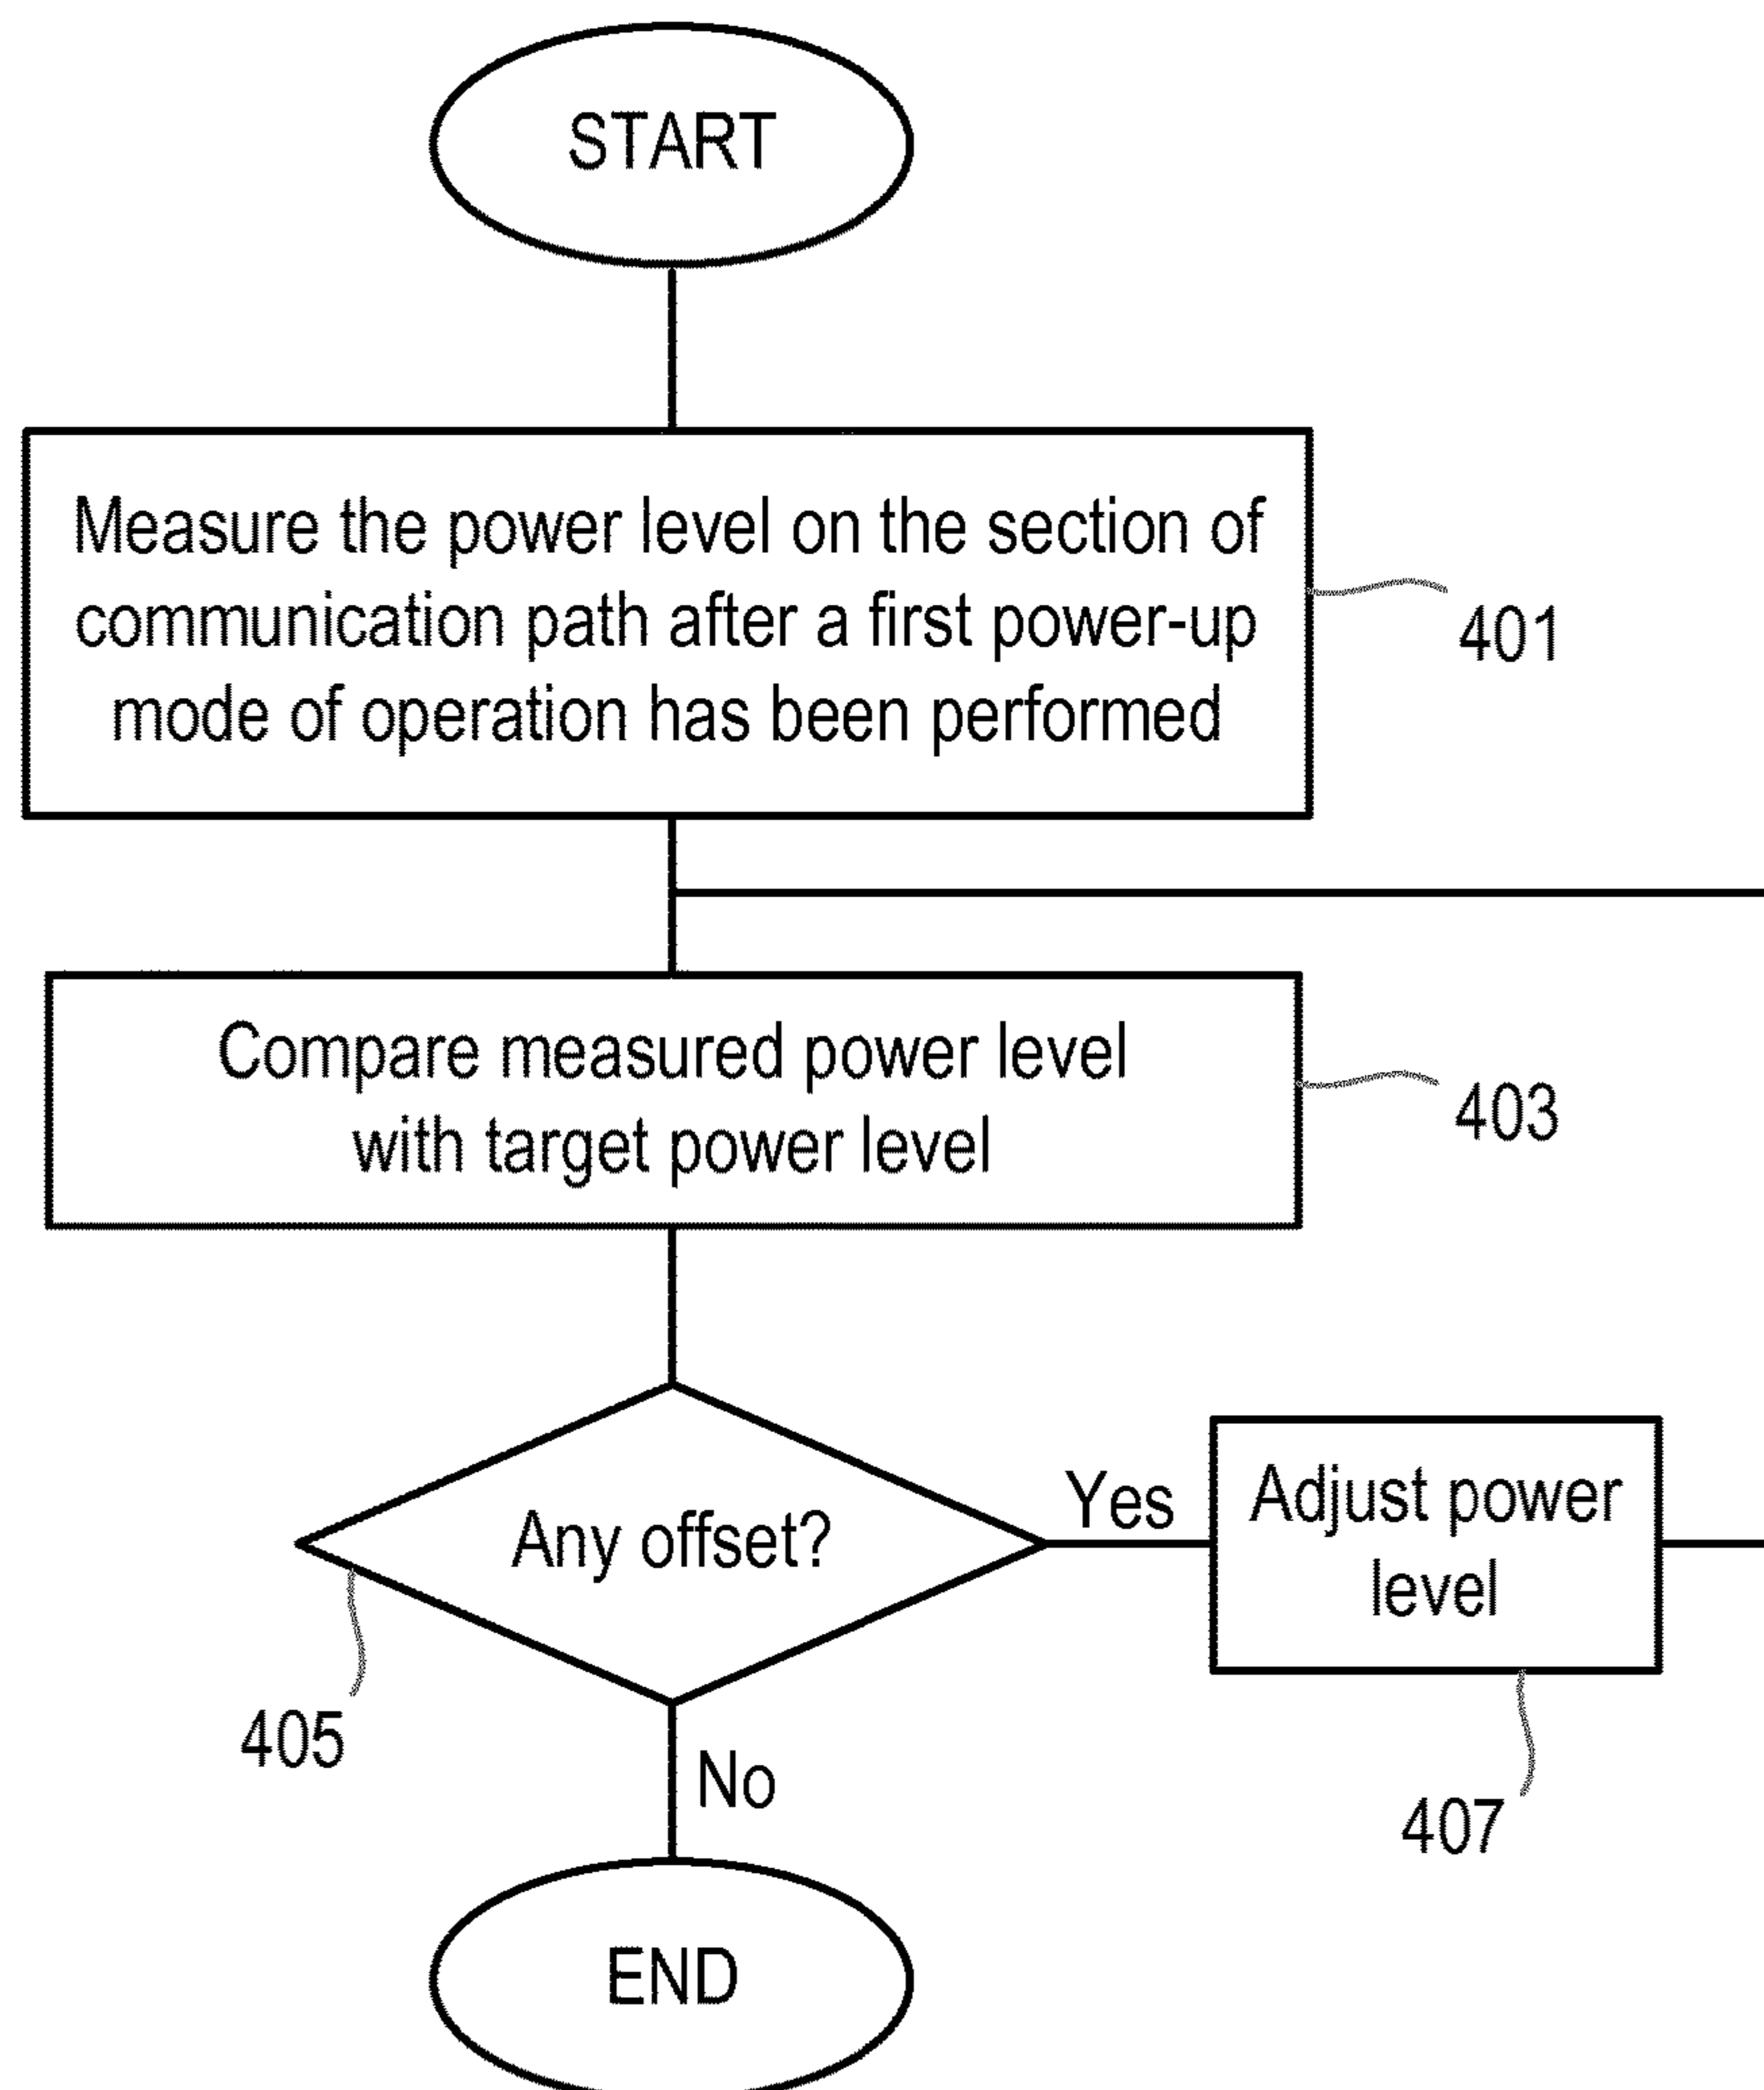 START
Measure the power level on the section of
communication path after a first power-up
mode of operation has been performed
401
Compare measured power level
with target power level
403
Any offset?
Yes
Adjust power
level
405
407
No
END